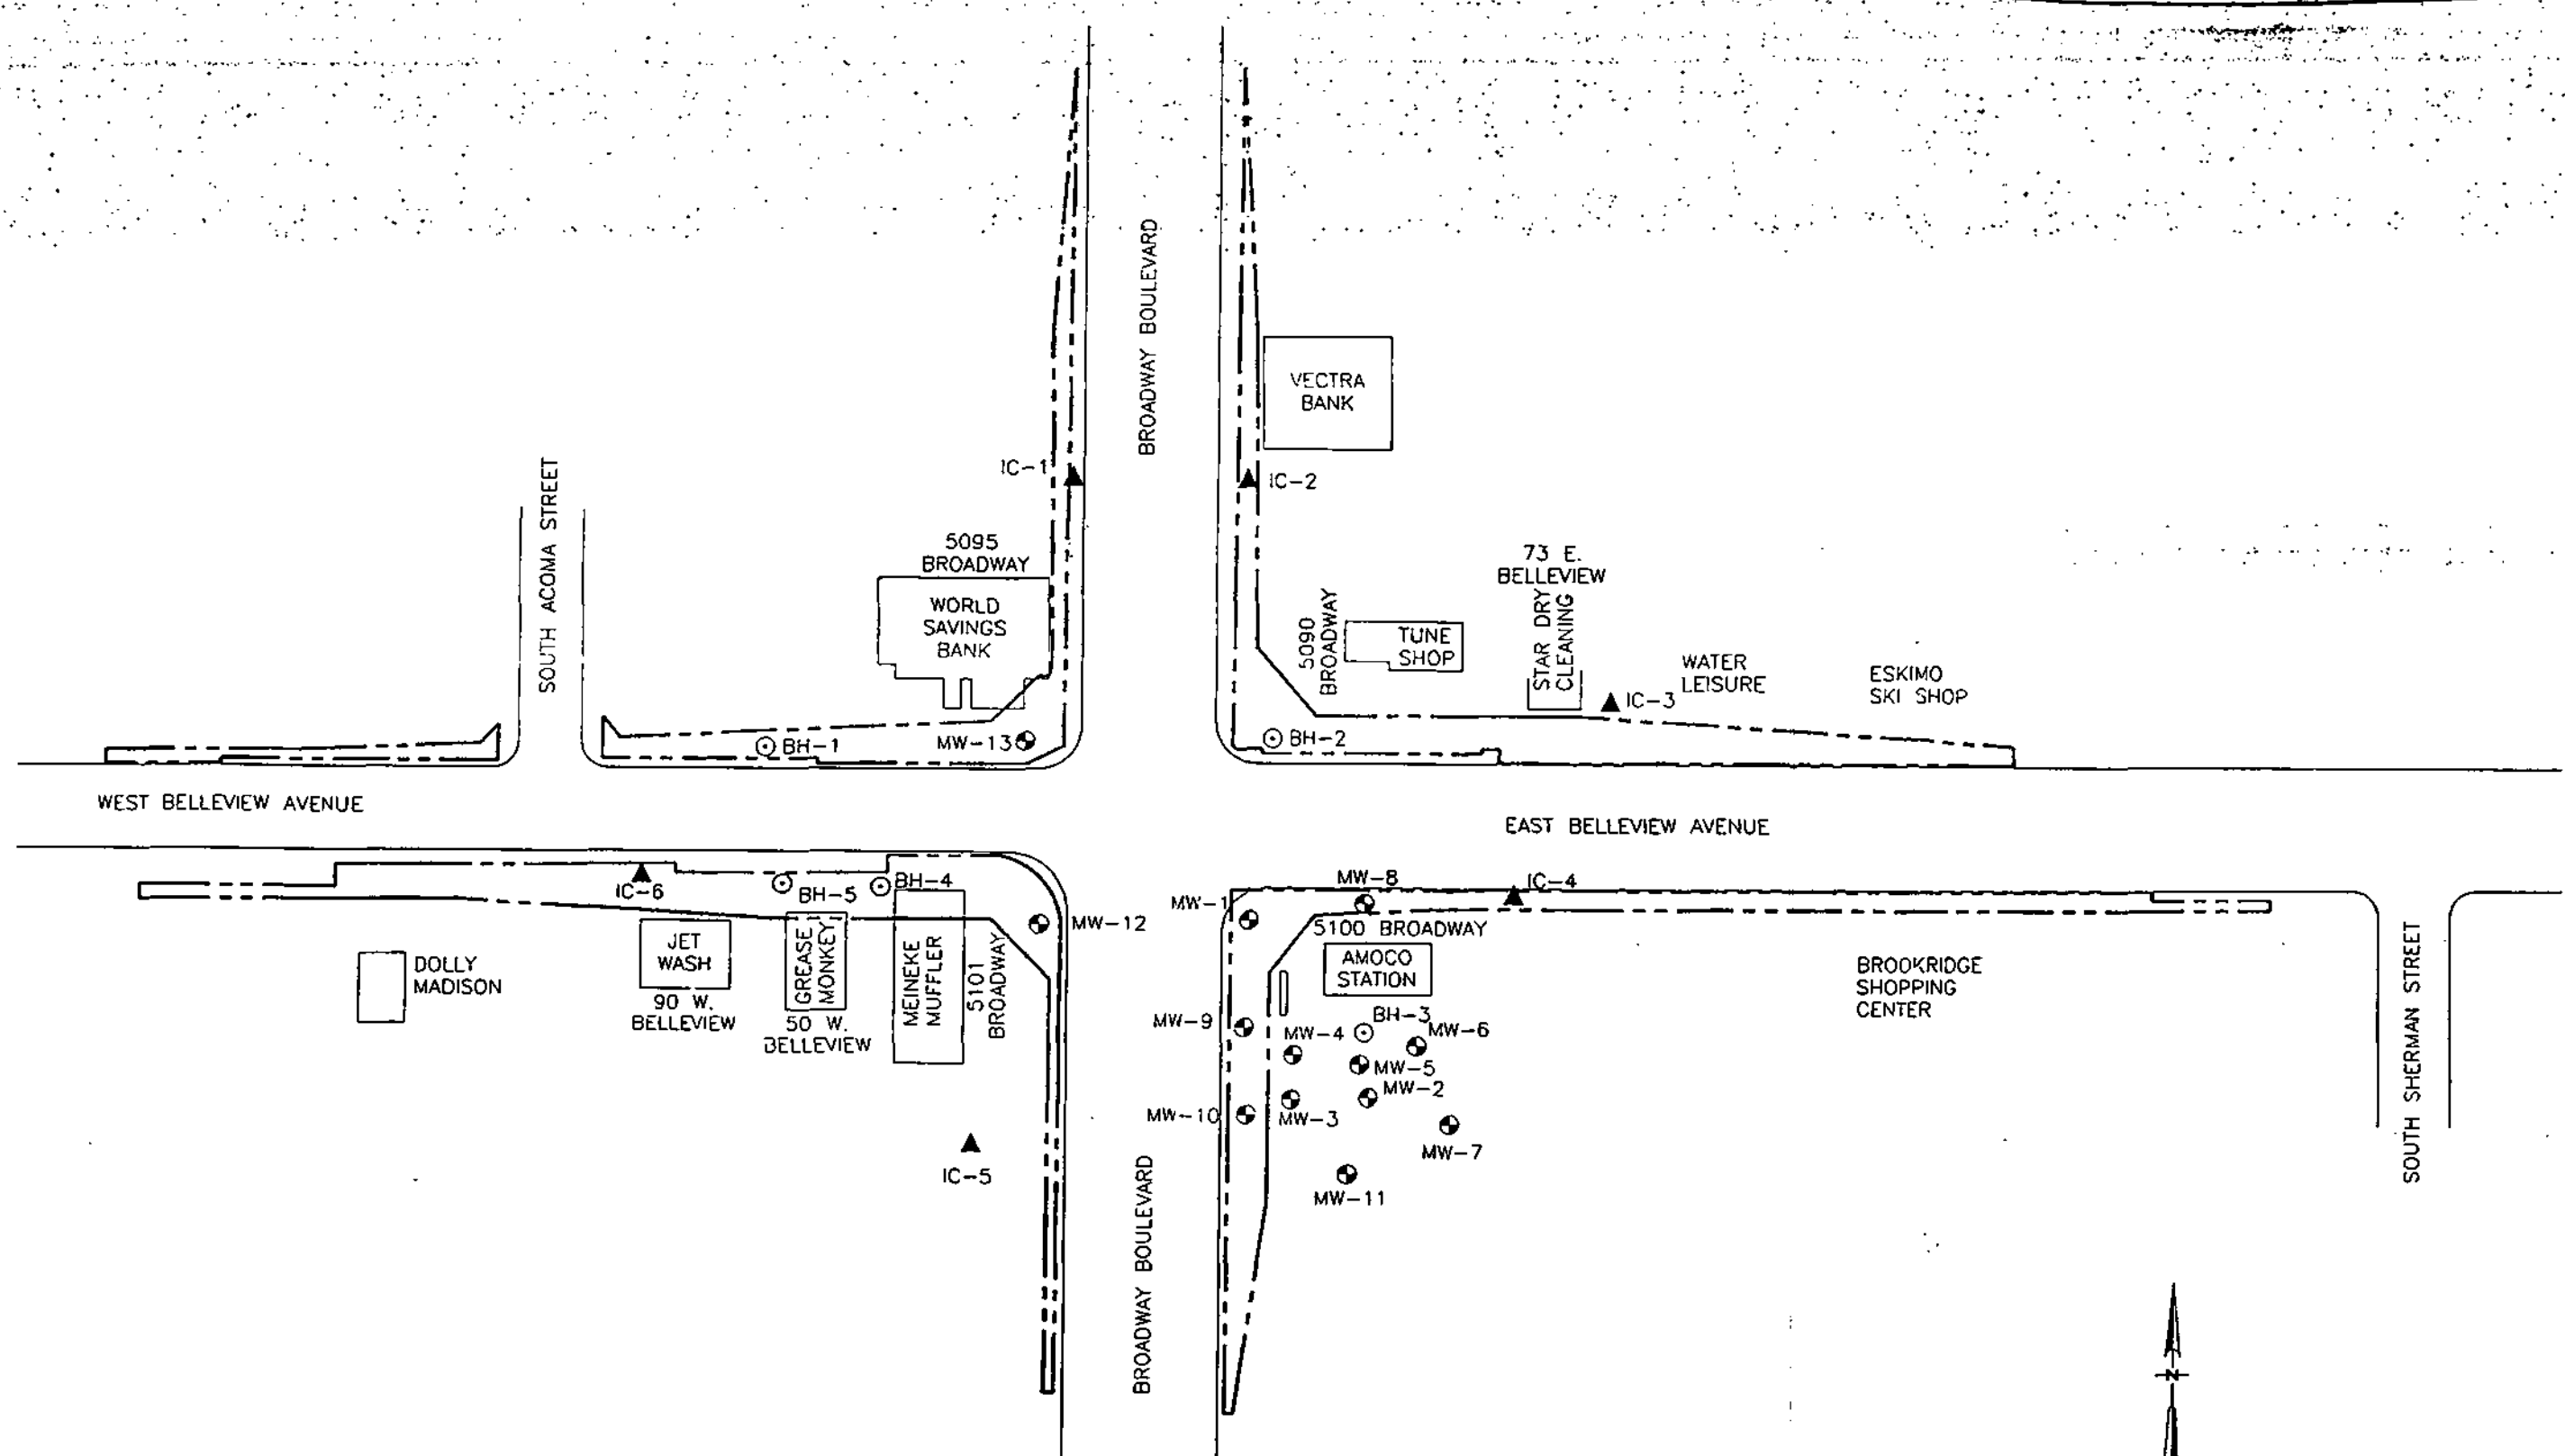 BROADWAY BOULEVARD
VECTRA
BANK
IC-1
IC-2
SOUTH ACOMA STREET
5095
BROADWAY
WORLD
SAVINGS
BANK
73 E.
BELLEVIEW
STAR DRY
CLEANING
5090
BROADWAY
TUNE
SHOP
WATER
LEISURE
IC-3
ESKIMO
SKI SHOP
BH-1
MW-13
BH-2
WEST BELLEVIEW AVENUE
EAST BELLEVIEW AVENUE
IC-6
BH-5
BH-4
MW-8
IC-4
MW-1
MW-12
5100 BROADWAY
AMOCO
STATION
JET
WASH
90 W.
BELLEVIEW
GREASE
MONKEY
50 W.
BELLEVIEW
MEINEKE
MUFFLER
5101
BROADWAY
DOLLY
MADISON
BROOKRIDGE
SHOPPING
CENTER
SOUTH SHERMAN STREET
MW-9
MW-4
BH-3
MW-6
MW-5
MW-2
MW-10
MW-3
MW-7
IC-5
MW-11
BROADWAY BOULEVARD
N